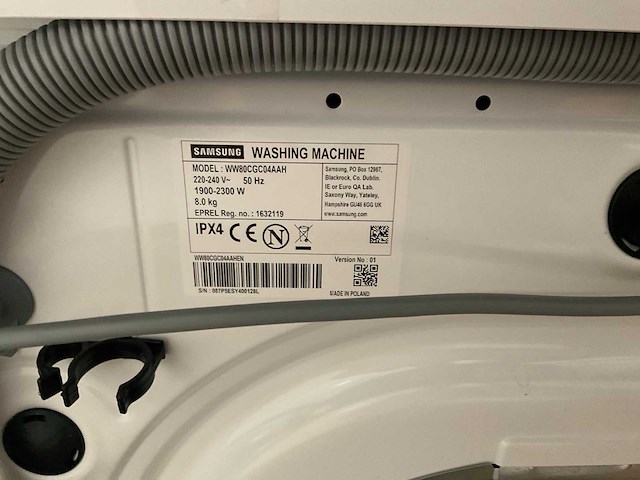 SAMSUNG WASHING MACHINE
MODEL : WW80CGC04AAH
220-240 V~ 50 Hz
1900-2300 W
8.0 kg
EPREL Reg. no. : 1632119
Samsung, PO Box 12987,
Blackrock, Co. Dublin.
IE or Euro QA Lab.
Saxony Way, Yateley,
Hampshire GU46 6GG UK
www.samsung.com
IPX4 CE N
WW80CGC04AAHEN
Version No : 01
S/N : 087P5ESY400128L
MADE IN POLAND